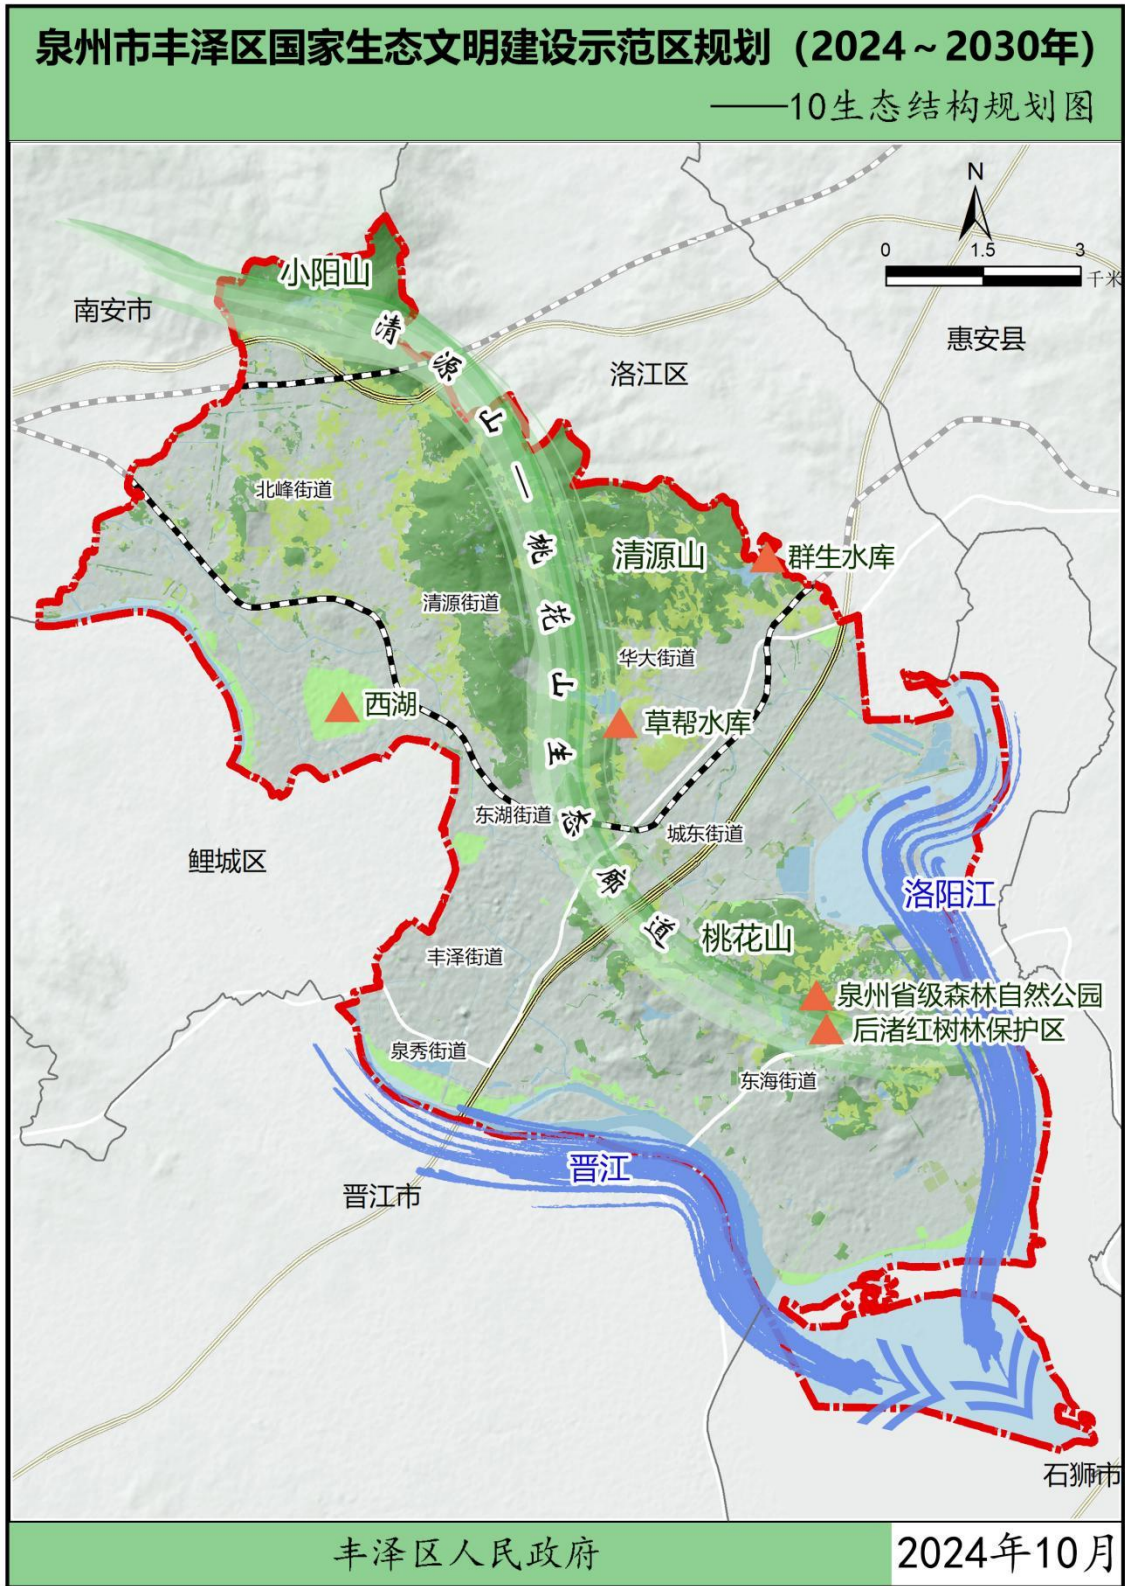 泉州市丰泽区国家生态文明建设示范区规划（2024～2030年）
——10生态结构规划图
N
0 1.5 3
千米
小阳山
南安市
惠安县
洛江区
清源山—桃花山生态廊道
北峰街道
清源山
群生水库
清源街道
华大街道
西湖
草帮水库
东湖街道
城东街道
鲤城区
洛阳江
桃花山
丰泽街道
泉州省级森林自然公园
后渚红树林保护区
泉秀街道
东海街道
晋江
晋江市
石狮市
丰泽区人民政府
2024年10月